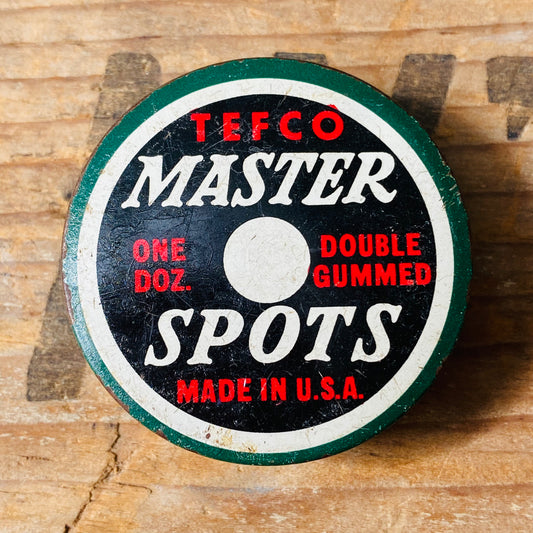 TEFCO
MASTER
ONE
DOZ.
DOUBLE
GUMMED
SPOTS
MADE IN U.S.A.